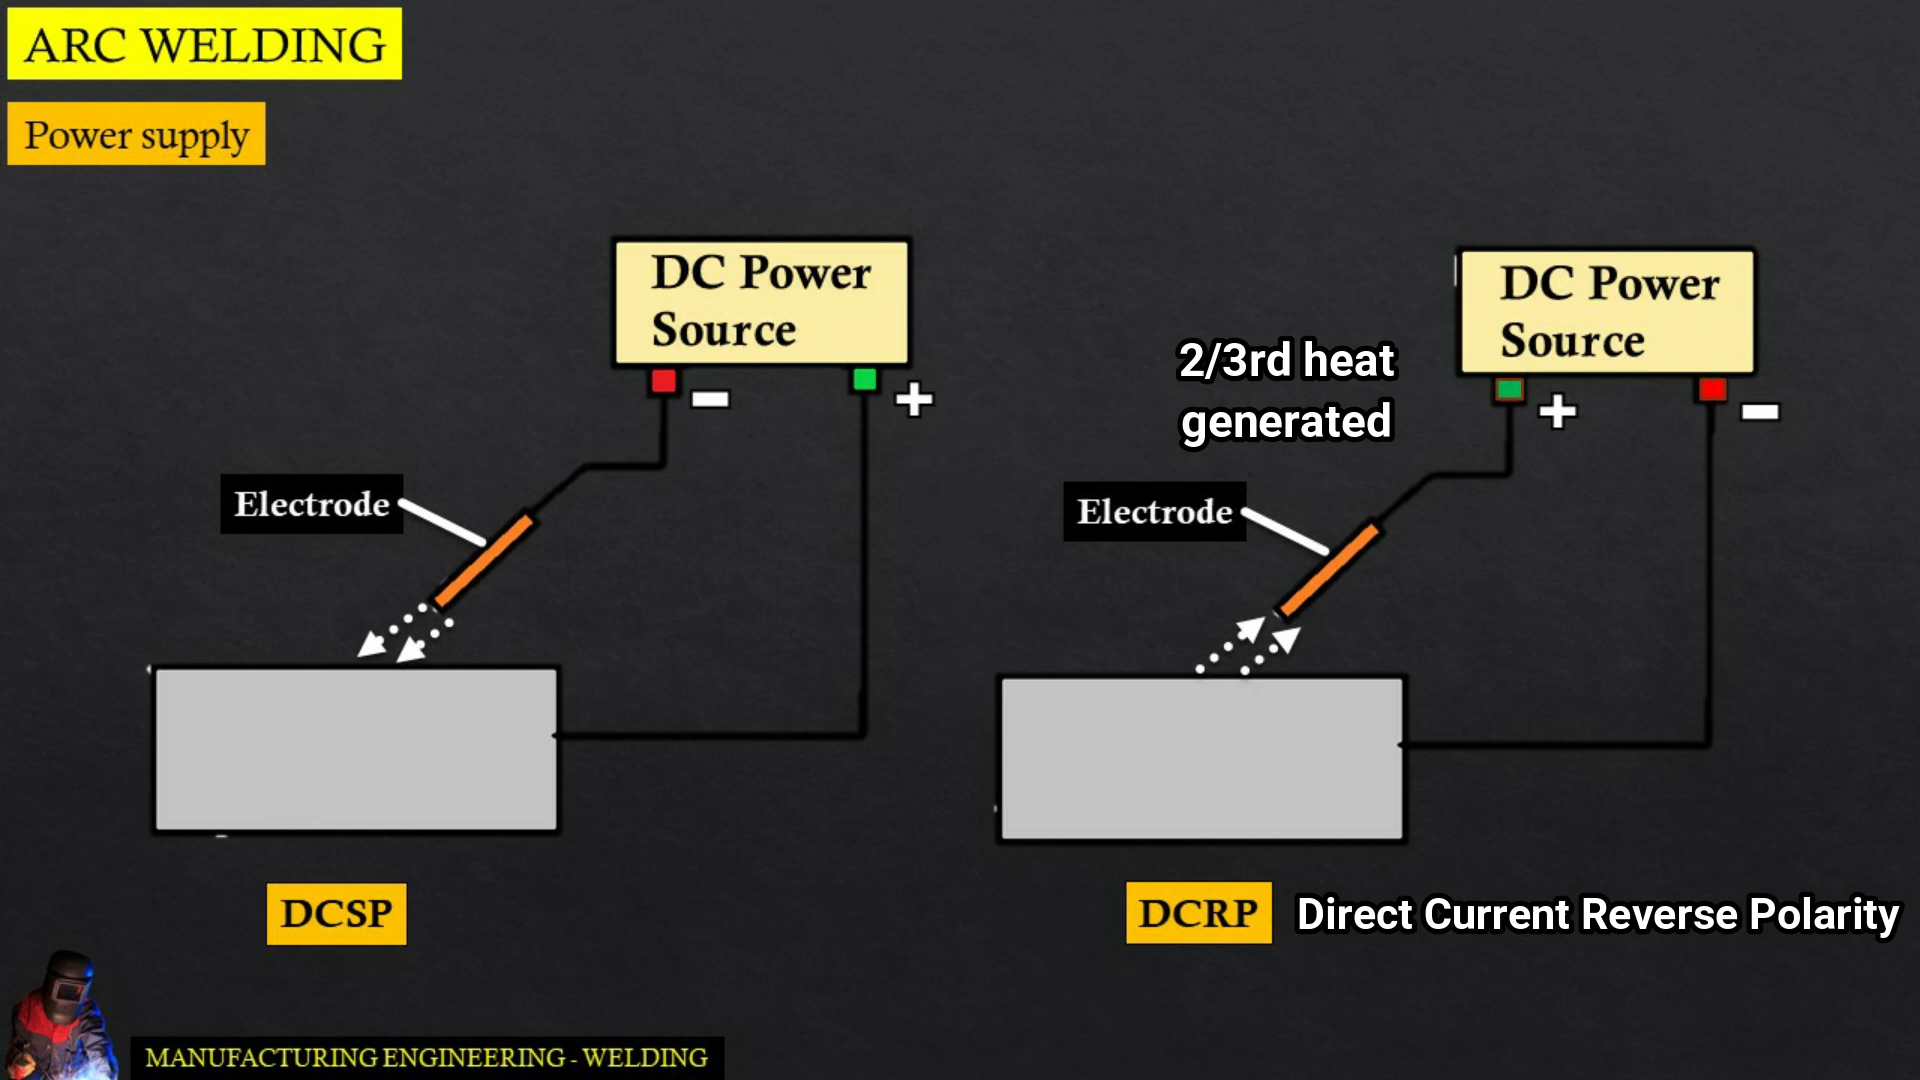 ARC WELDING
Power supply
DC Power
Source
−
+
Electrode
DCSP
2/3rd heat
generated
DC Power
Source
+
−
Electrode
DCRP
Direct Current Reverse Polarity
MANUFACTURING ENGINEERING - WELDING